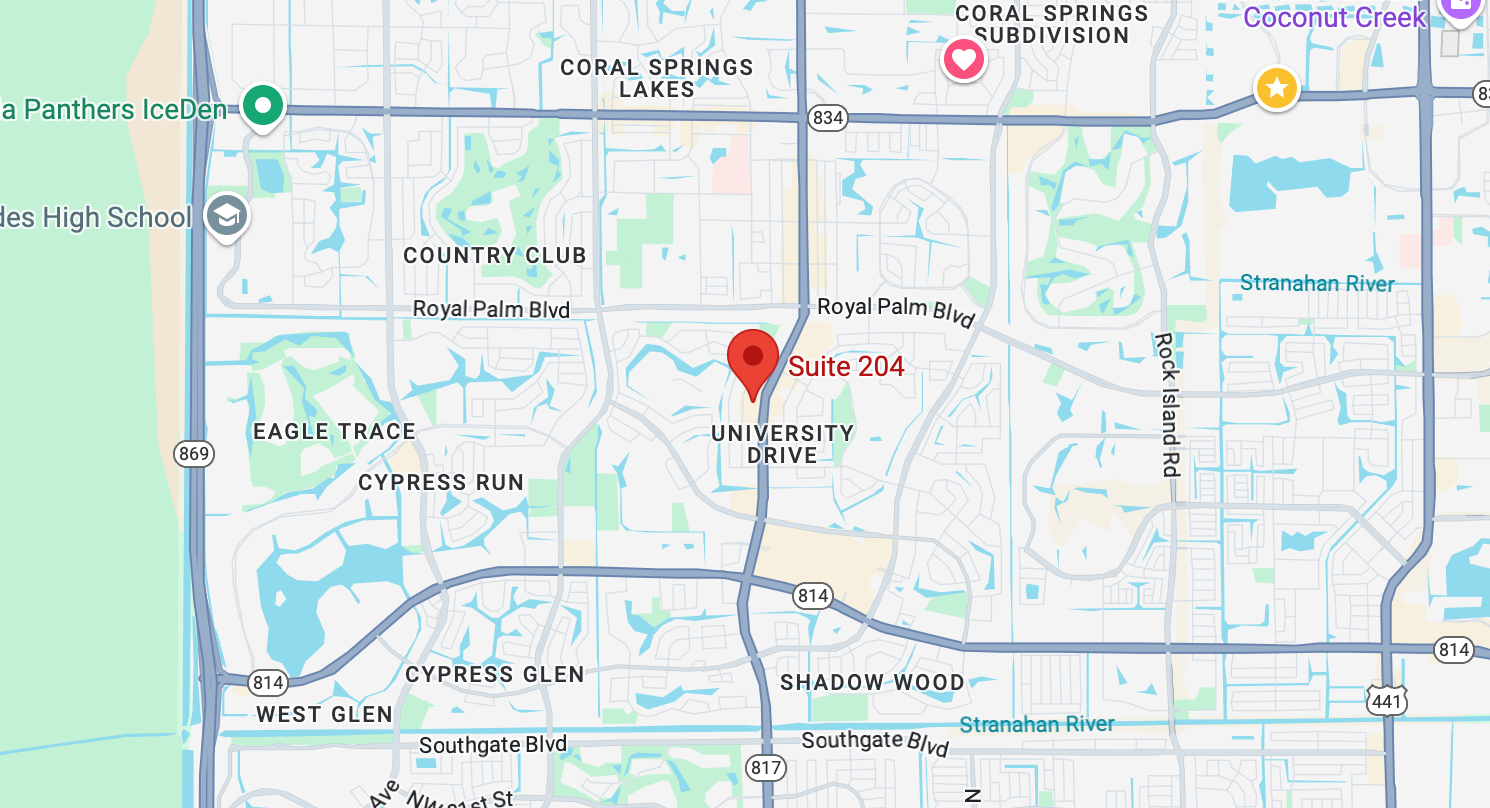 CORAL SPRINGS
SUBDIVISION
Coconut Creek
CORAL SPRINGS
LAKES
a Panthers IceDen
834
des High School
COUNTRY CLUB
Stranahan River
Royal Palm Blvd
Royal Palm Blvd
Rock Island Rd
Suite 204
EAGLE TRACE
UNIVERSITY
DRIVE
869
CYPRESS RUN
814
814
814
CYPRESS GLEN
SHADOW WOOD
441
WEST GLEN
Stranahan River
Southgate Blvd
Southgate Blvd
817
Ave
N